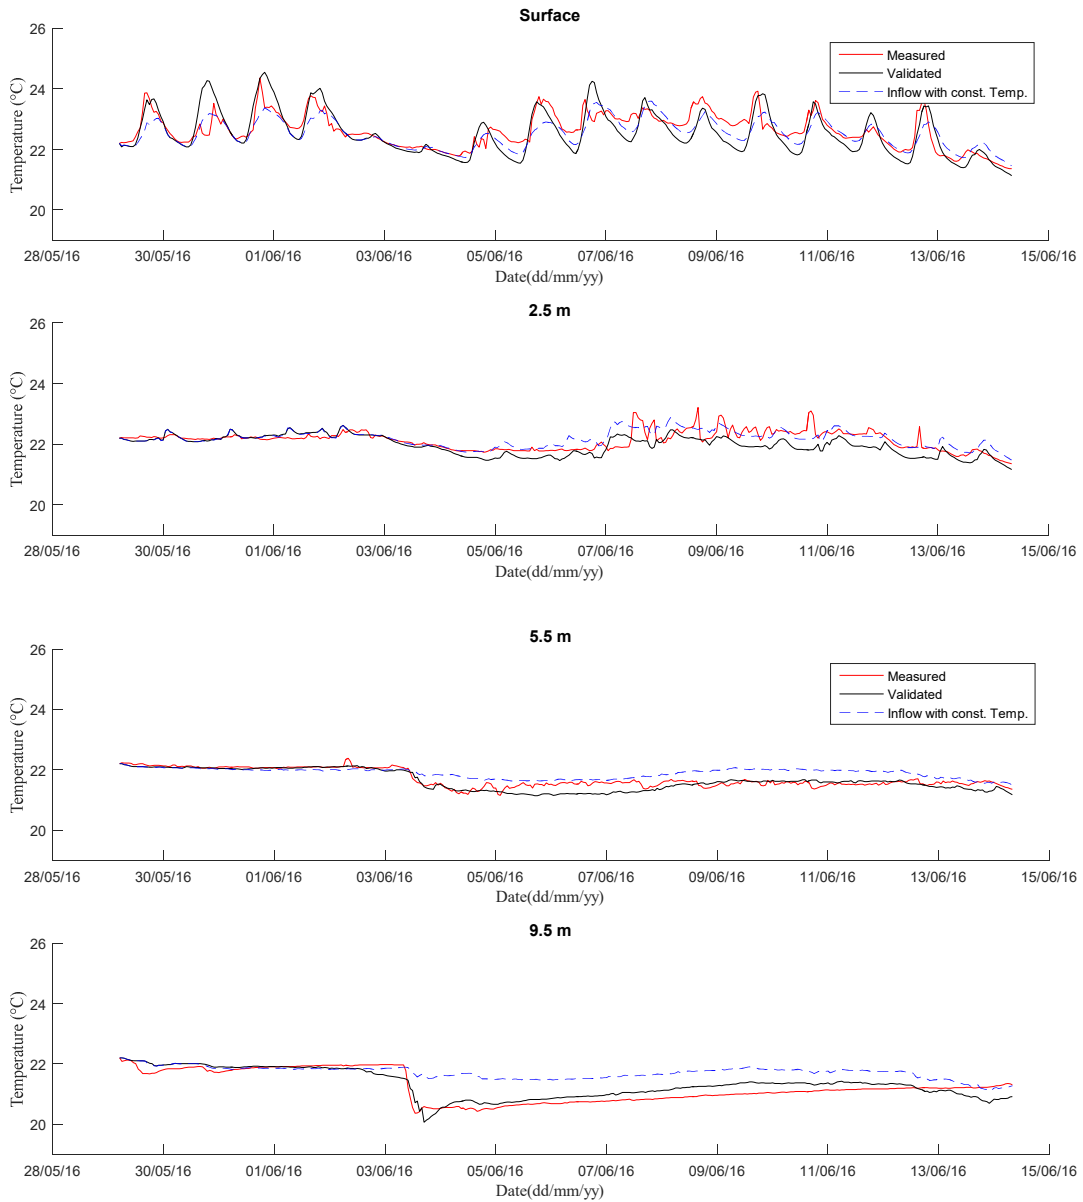 Surface
26
24
22
20
Temperature (°C)
Measured
Validated
Inflow with const. Temp.
28/05/16 30/05/16 01/06/16 03/06/16 05/06/16 07/06/16 09/06/16 11/06/16 13/06/16 15/06/16
Date(dd/mm/yy)
2.5 m
26
24
22
20
Temperature (°C)
28/05/16 30/05/16 01/06/16 03/06/16 05/06/16 07/06/16 09/06/16 11/06/16 13/06/16 15/06/16
Date(dd/mm/yy)
5.5 m
26
24
22
20
Temperature (°C)
Measured
Validated
Inflow with const. Temp.
28/05/16 30/05/16 01/06/16 03/06/16 05/06/16 07/06/16 09/06/16 11/06/16 13/06/16 15/06/16
Date(dd/mm/yy)
9.5 m
26
24
22
20
Temperature (°C)
28/05/16 30/05/16 01/06/16 03/06/16 05/06/16 07/06/16 09/06/16 11/06/16 13/06/16 15/06/16
Date(dd/mm/yy)